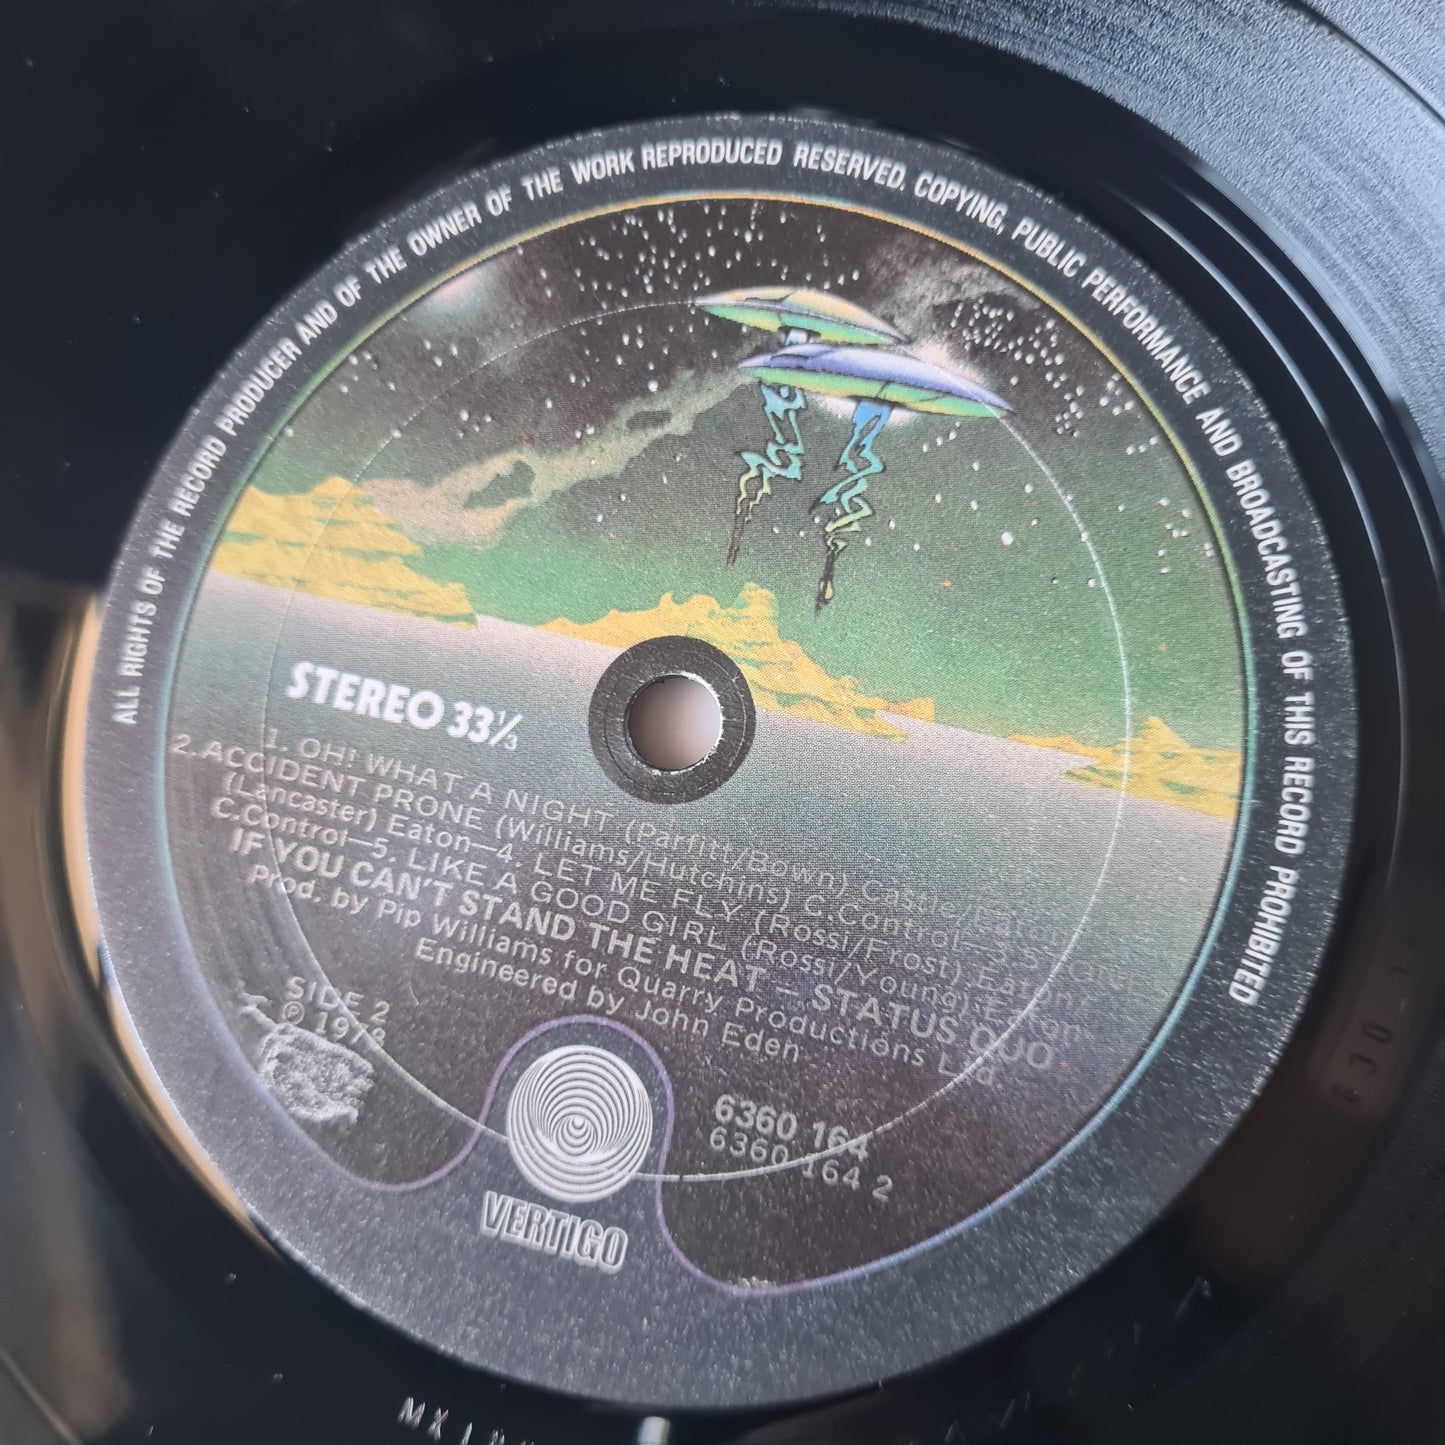 ALL RIGHTS OF THE RECORD PRODUCER AND OF THE OWNER OF THE WORK REPRODUCED RESERVED. COPYING, PUBLIC PERFORMANCE AND BROADCASTING OF THIS RECORD PROHIBITED
STEREO 33⅓
1. OH! WHAT A NIGHT (Parfitt/Bown) Castle/Eaton
2. ACCIDENT PRONE (Williams/Hutchins) C.Control—3.
(Lancaster) Eaton—4. LET ME FLY (Rossi/Frost) Eaton/
C.Control—5. LIKE A GOOD GIRL (Rossi/Young) Eaton
IF YOU CAN'T STAND THE HEAT – STATUS QUO
Prod. by Pip Williams for Quarry Productions Ltd.
Engineered by John Eden
SIDE 2
℗ 1978
6360 164
6360 164 2
VERTIGO